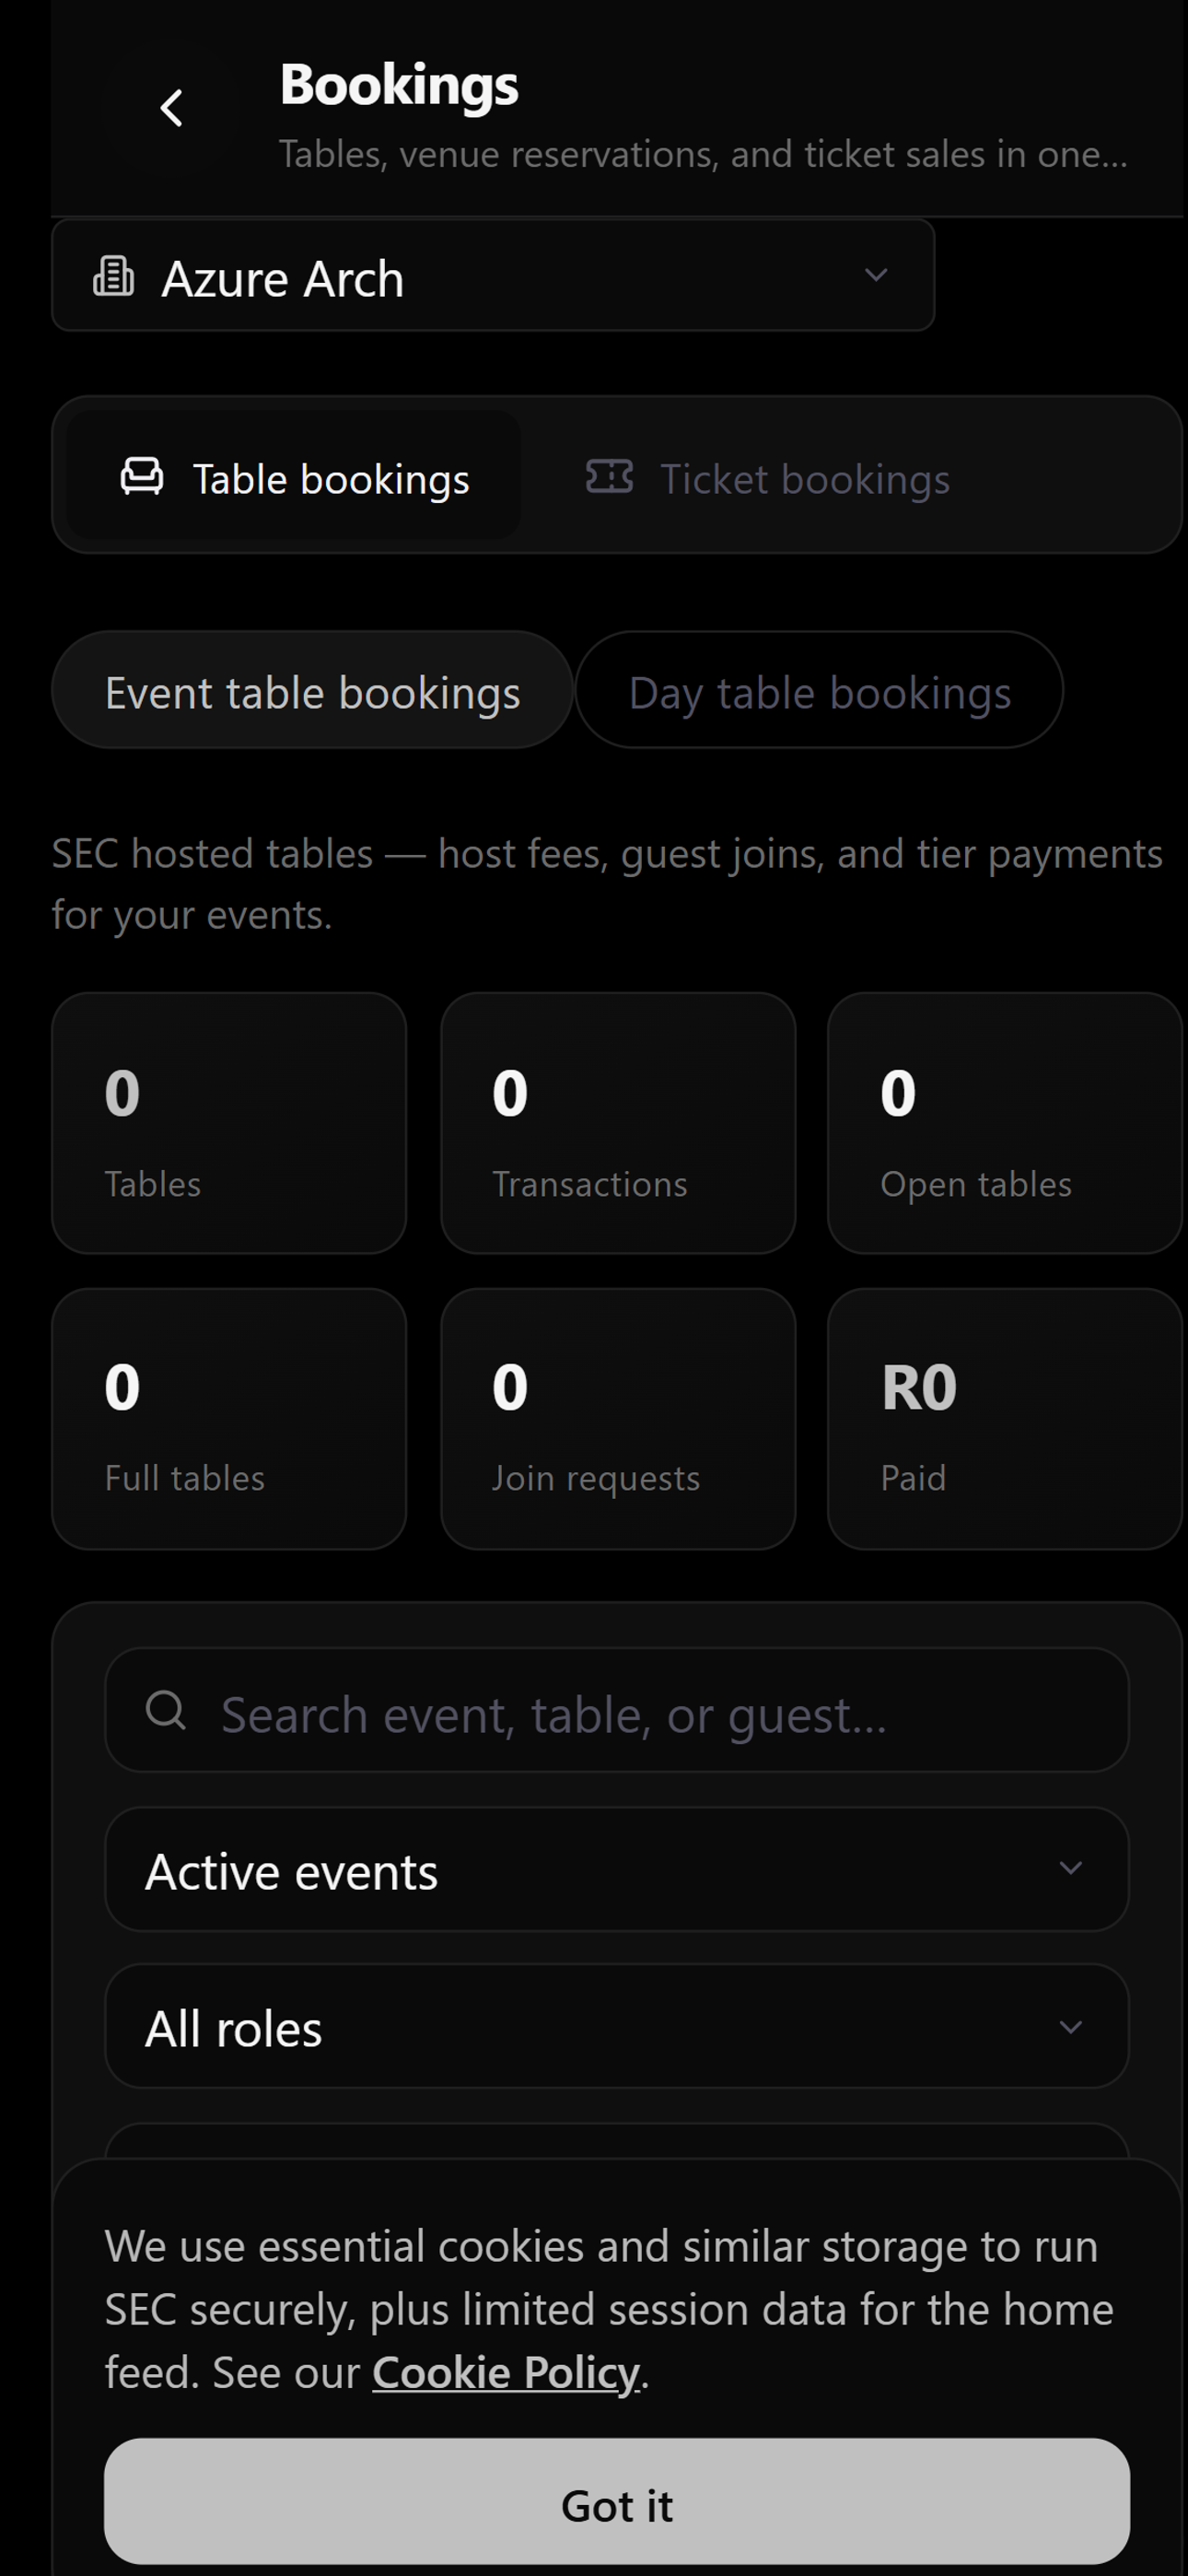 Bookings
Tables, venue reservations, and ticket sales in one...
Azure Arch
Table bookings
Ticket bookings
Event table bookings
Day table bookings
SEC hosted tables — host fees, guest joins, and tier payments
for your events.
0
Tables
0
Transactions
0
Open tables
0
Full tables
0
Join requests
R0
Paid
Search event, table, or guest...
Active events
All roles
We use essential cookies and similar storage to run
SEC securely, plus limited session data for the home
feed. See our Cookie Policy.
Got it